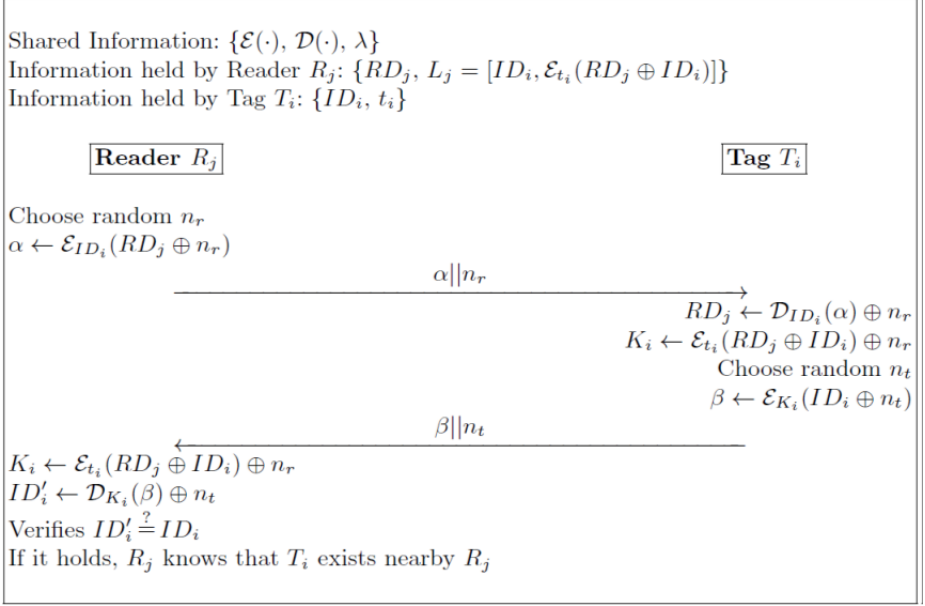 Shared Information: {ℰ(·), 𝒟(·), λ}
Information held by Reader R_j: {RD_j, L_j = [ID_i, ℰ_{t_i}(RD_j ⊕ ID_i)]}
Information held by Tag T_i: {ID_i, t_i}
Reader R_j
Tag T_i
Choose random n_r
α ← ℰ_{ID_i}(RD_j ⊕ n_r)
α||n_r
RD_j ← 𝒟_{ID_i}(α) ⊕ n_r
K_i ← ℰ_{t_i}(RD_j ⊕ ID_i) ⊕ n_r
Choose random n_t
β ← ℰ_{K_i}(ID_i ⊕ n_t)
β||n_t
K_i ← ℰ_{t_i}(RD_j ⊕ ID_i) ⊕ n_r
ID′_i ← 𝒟_{K_i}(β) ⊕ n_t
Verifies ID′_i ≟ ID_i
If it holds, R_j knows that T_i exists nearby R_j